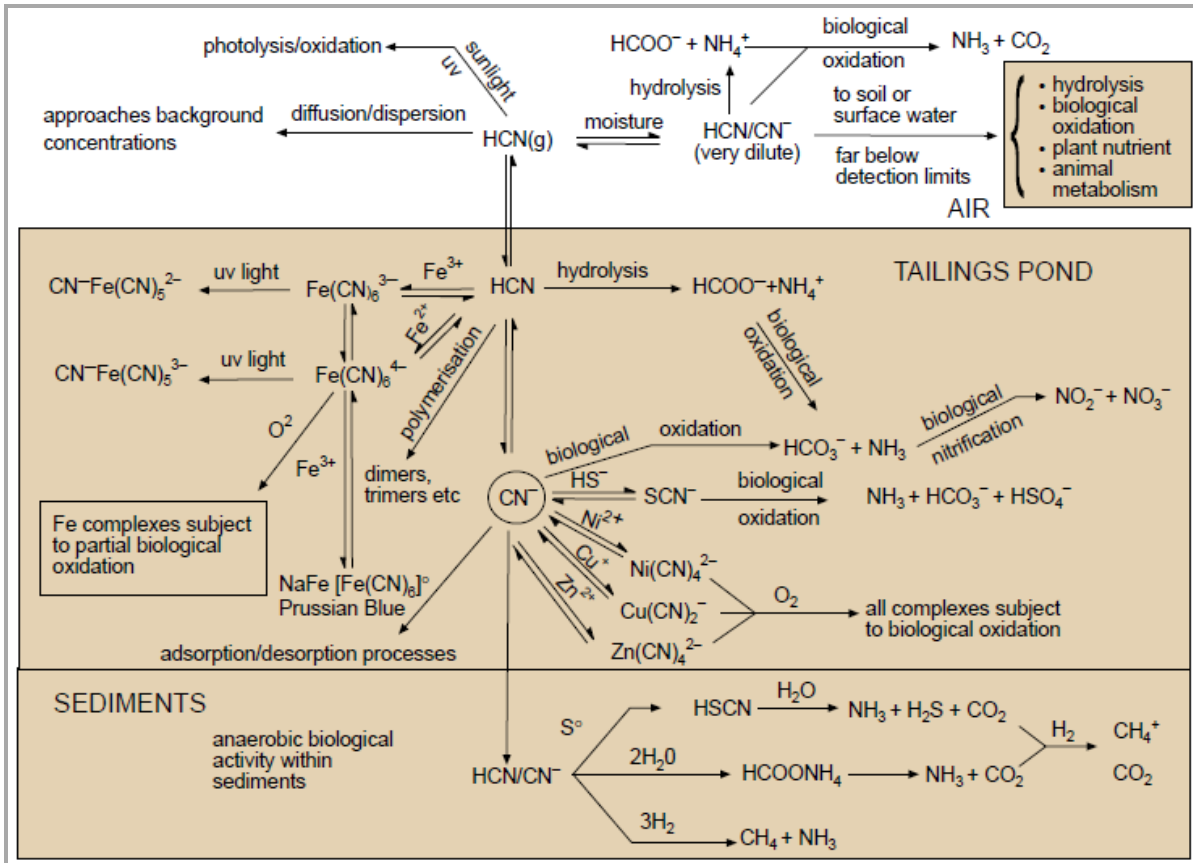 photolysis/oxidation
sunlight
uv
HCOO⁻ + NH₄⁺
biological
oxidation
NH₃ + CO₂
hydrolysis
approaches background
concentrations
diffusion/dispersion
HCN(g)
moisture
HCN/CN⁻
(very dilute)
to soil or
surface water
far below
detection limits
• hydrolysis
• biological
oxidation
• plant nutrient
• animal
metabolism
AIR
TAILINGS POND
CN⁻Fe(CN)₅²⁻
uv light
Fe(CN)₆³⁻
Fe³⁺
HCN
hydrolysis
HCOO⁻+NH₄⁺
Fe²⁺
CN⁻Fe(CN)₅³⁻
uv light
Fe(CN)₆⁴⁻
polymerisation
biological
oxidation
NO₂⁻ + NO₃⁻
O²
Fe³⁺
dimers,
trimers etc
biological
oxidation
HCO₃⁻ + NH₃
biological
nitrification
CN⁻
HS⁻
SCN⁻
biological
oxidation
NH₃ + HCO₃⁻ + HSO₄⁻
Fe complexes subject
to partial biological
oxidation
Ni²⁺
Cu⁺
Zn²⁺
Ni(CN)₄²⁻
Cu(CN)₂⁻
Zn(CN)₄²⁻
O₂
all complexes subject
to biological oxidation
NaFe [Fe(CN)₆]°
Prussian Blue
adsorption/desorption processes
SEDIMENTS
anaerobic biological
activity within
sediments
HCN/CN⁻
S°
HSCN
H₂O
NH₃ + H₂S + CO₂
2H₂0
HCOONH₄
NH₃ + CO₂
H₂
CH₄⁺
CO₂
3H₂
CH₄ + NH₃